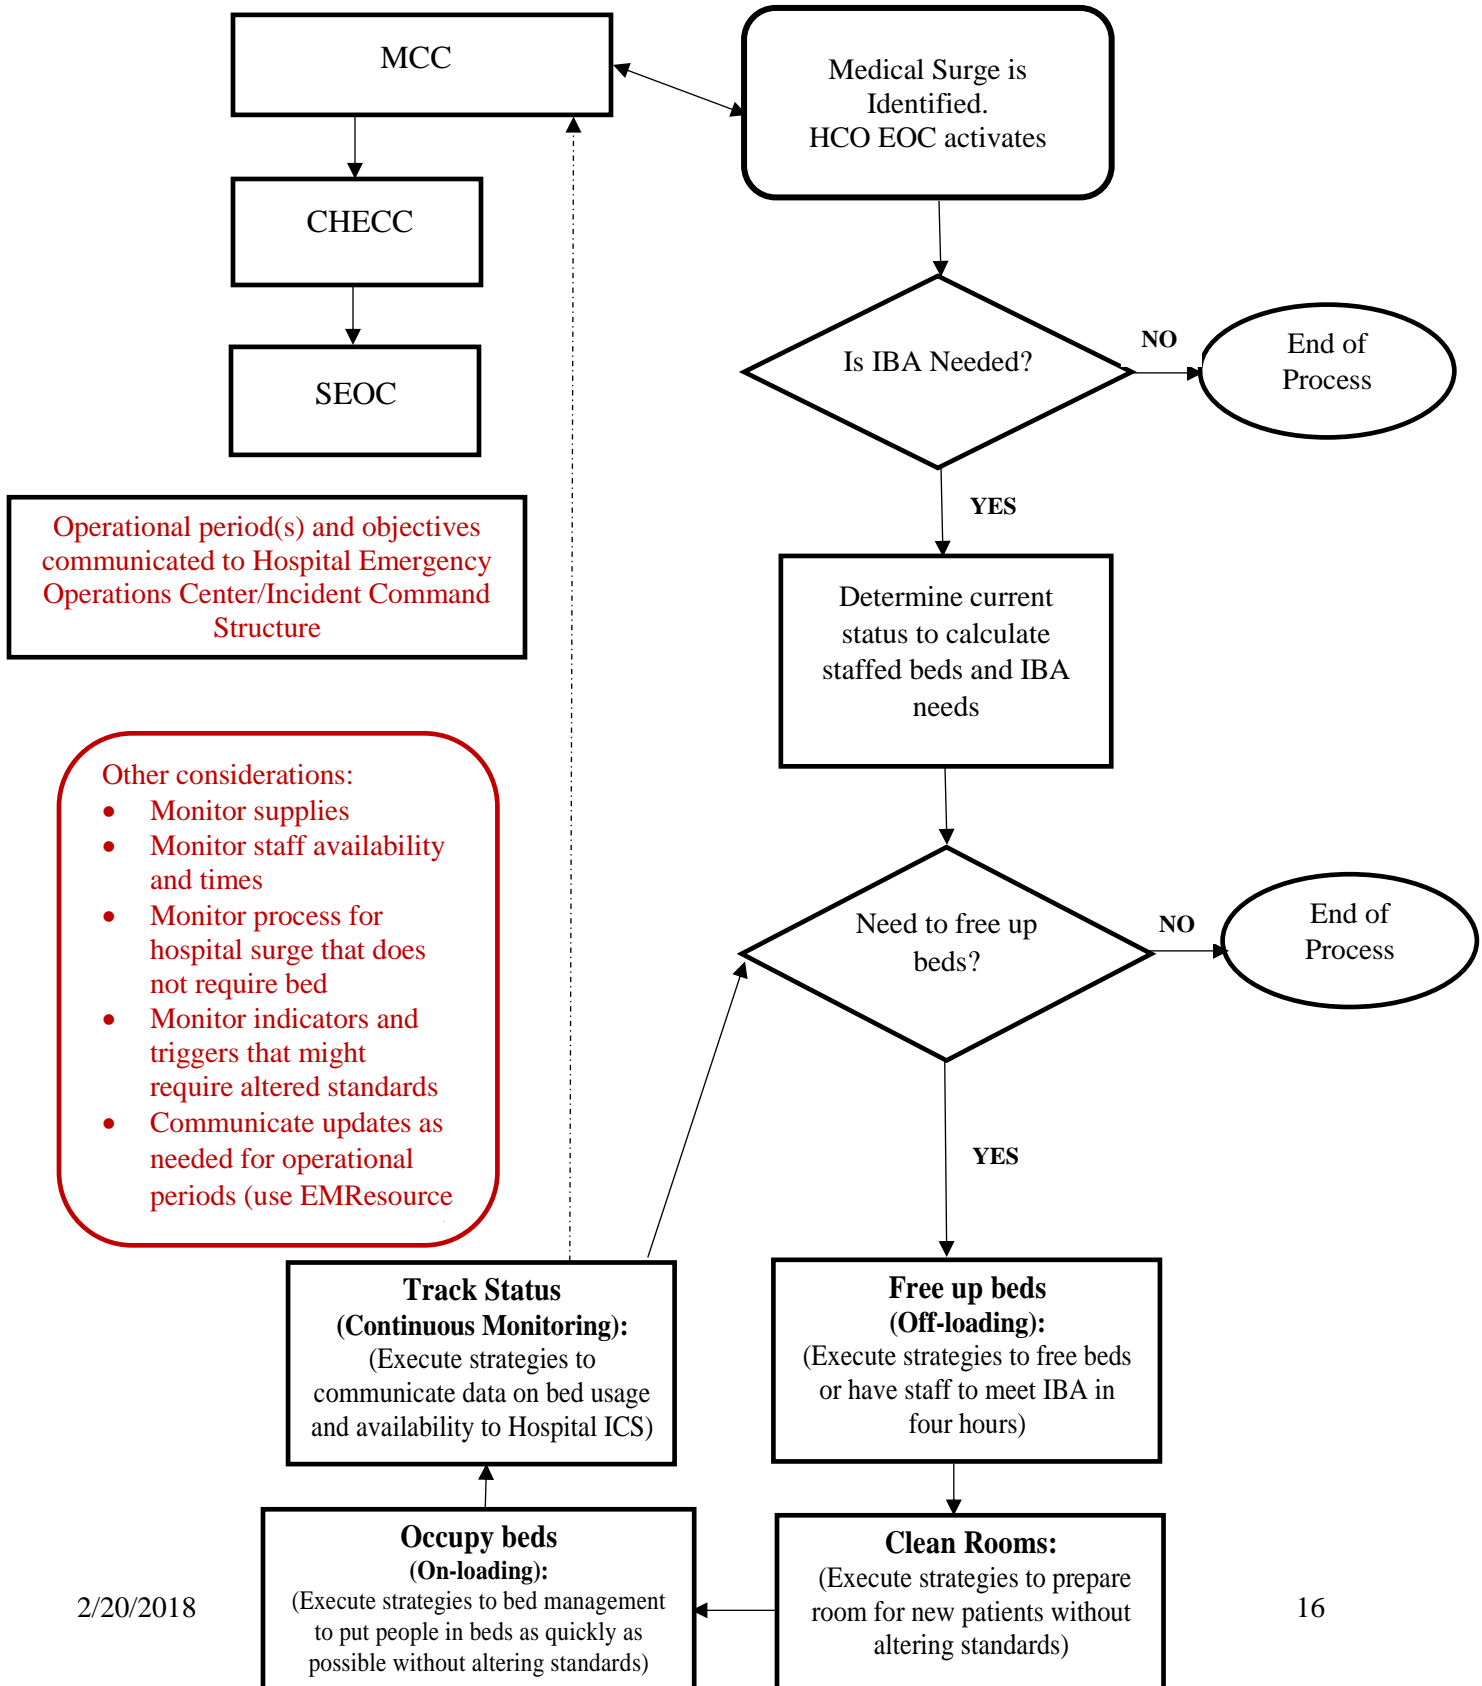 MCC
Medical Surge is
Identified.
HCO EOC activates
CHECC
SEOC
Is IBA Needed?
NO
End of
Process
YES
Operational period(s) and objectives
communicated to Hospital Emergency
Operations Center/Incident Command
Structure
Determine current
status to calculate
staffed beds and IBA
needs
Other considerations:
• Monitor supplies
• Monitor staff availability
and times
• Monitor process for
hospital surge that does
not require bed
• Monitor indicators and
triggers that might
require altered standards
• Communicate updates as
needed for operational
periods (use EMResource
Need to free up
beds?
NO
End of
Process
YES
Track Status
(Continuous Monitoring):
(Execute strategies to
communicate data on bed usage
and availability to Hospital ICS)
Free up beds
(Off-loading):
(Execute strategies to free beds
or have staff to meet IBA in
four hours)
Occupy beds
(On-loading):
(Execute strategies to bed management
to put people in beds as quickly as
possible without altering standards)
Clean Rooms:
(Execute strategies to prepare
room for new patients without
altering standards)
2/20/2018
16